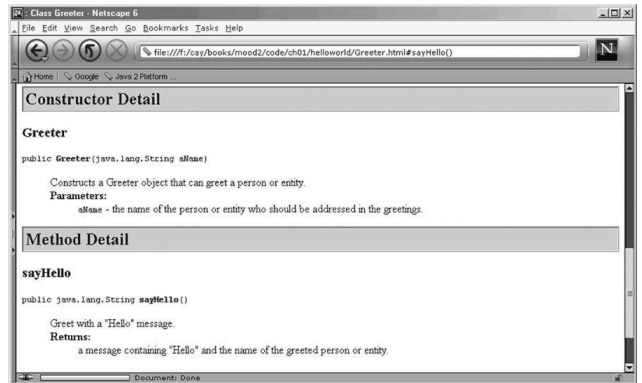 : Class Greeter - Netscape 6
File Edit View Search Go Bookmarks Tasks Help
file:///f:/cay/books/mood2/code/ch01/helloworld/Greeter.html#sayHello()
N
Home Google Java 2 Platform ...
Constructor Detail
Greeter
public Greeter(java.lang.String aName)
Constructs a Greeter object that can greet a person or entity.
Parameters:
aName - the name of the person or entity who should be addressed in the greetings.
Method Detail
sayHello
public java.lang.String sayHello()
Greet with a "Hello" message.
Returns:
a message containing "Hello" and the name of the greeted person or entity.
Document: Done